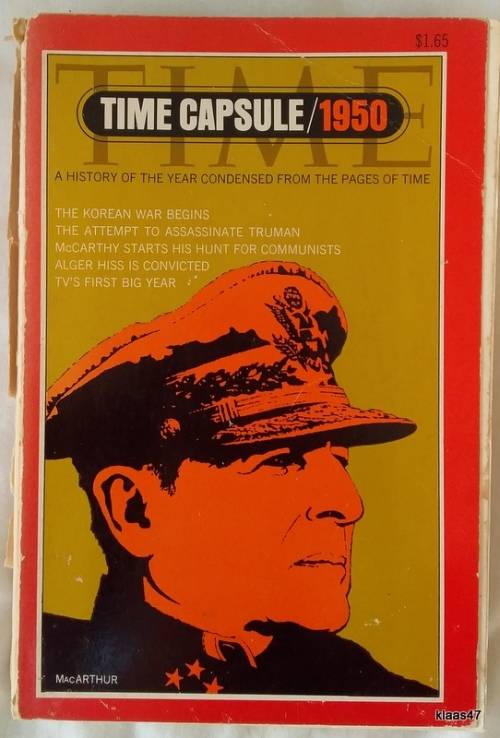 $1.65
TIME
TIME CAPSULE/1950
A HISTORY OF THE YEAR CONDENSED FROM THE PAGES OF TIME
THE KOREAN WAR BEGINS
THE ATTEMPT TO ASSASSINATE TRUMAN
McCARTHY STARTS HIS HUNT FOR COMMUNISTS
ALGER HISS IS CONVICTED
TV'S FIRST BIG YEAR
MACARTHUR
klaas47